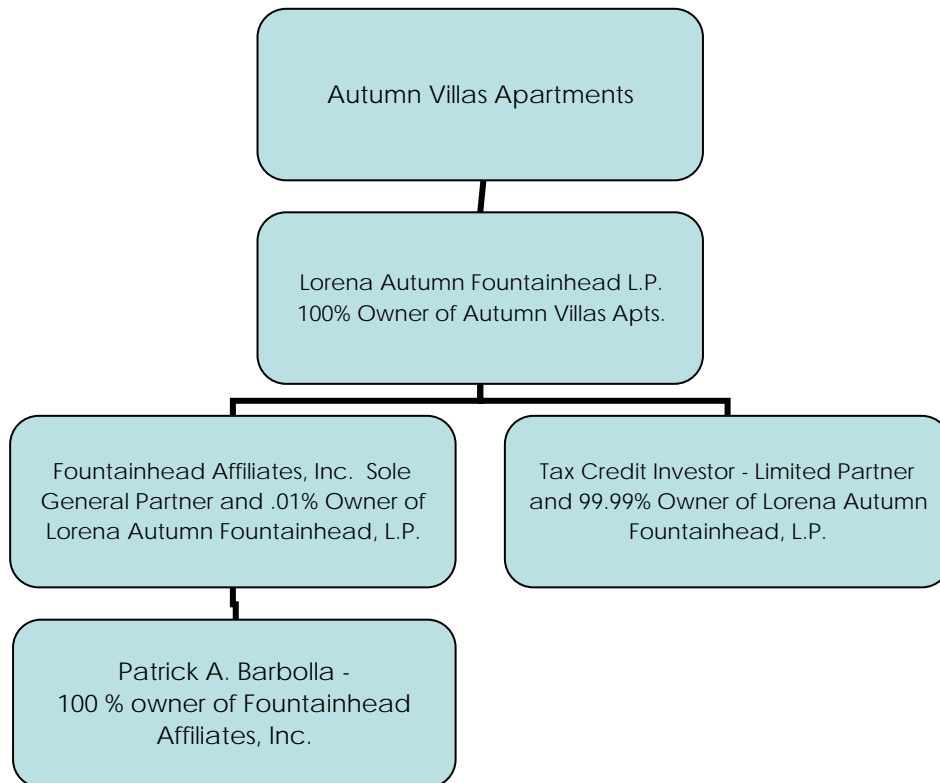 Autumn Villas Apartments
Lorena Autumn Fountainhead L.P.
100% Owner of Autumn Villas Apts.
Fountainhead Affiliates, Inc.  Sole
General Partner and .01% Owner of
Lorena Autumn Fountainhead, L.P.
Tax Credit Investor - Limited Partner
and 99.99% Owner of Lorena Autumn
Fountainhead, L.P.
Patrick A. Barbolla -
100 % owner of Fountainhead
Affiliates, Inc.